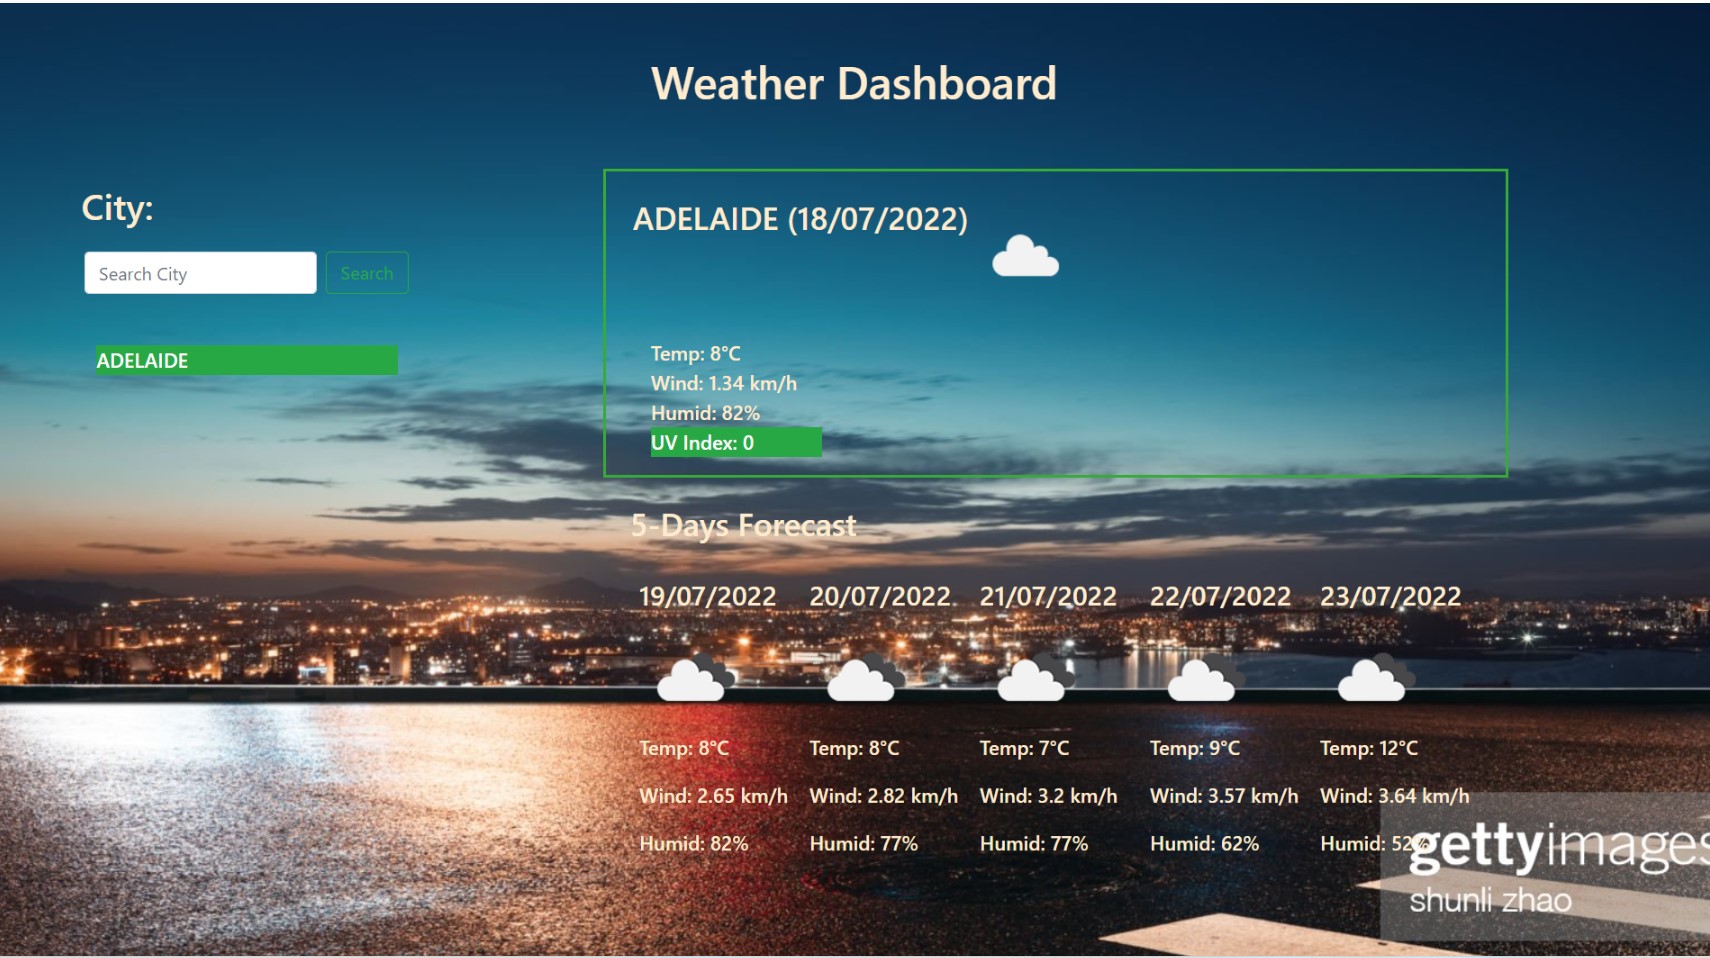 Weather Dashboard
City:
Search City
Search
ADELAIDE
ADELAIDE (18/07/2022)
Temp: 8°C
Wind: 1.34 km/h
Humid: 82%
UV Index: 0
5-Days Forecast
19/07/2022 20/07/2022 21/07/2022 22/07/2022 23/07/2022
Temp: 8°C Temp: 8°C Temp: 7°C Temp: 9°C Temp: 12°C
Wind: 2.65 km/h Wind: 2.82 km/h Wind: 3.2 km/h Wind: 3.57 km/h Wind: 3.64 km/h
Humid: 82% Humid: 77% Humid: 77% Humid: 62% Humid: 52%
gettyimages
shunli zhao